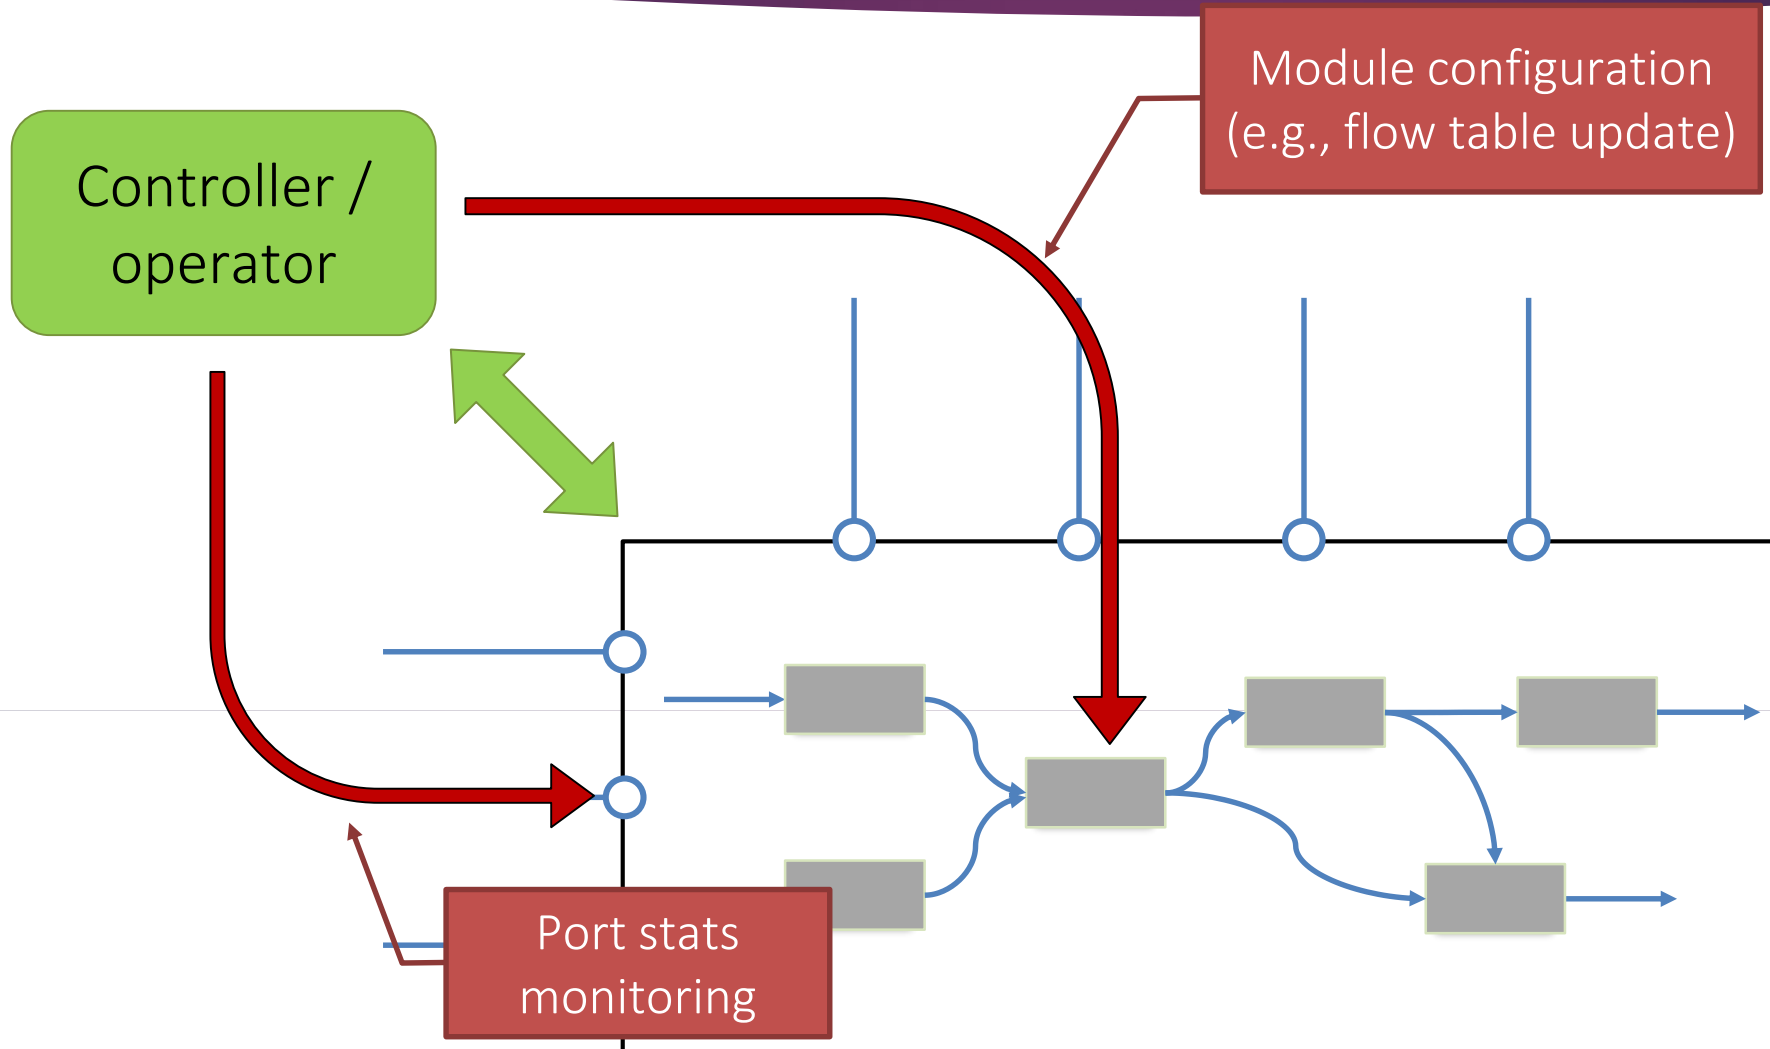 Module configuration
(e.g., flow table update)
Controller /
operator
Port stats
monitoring